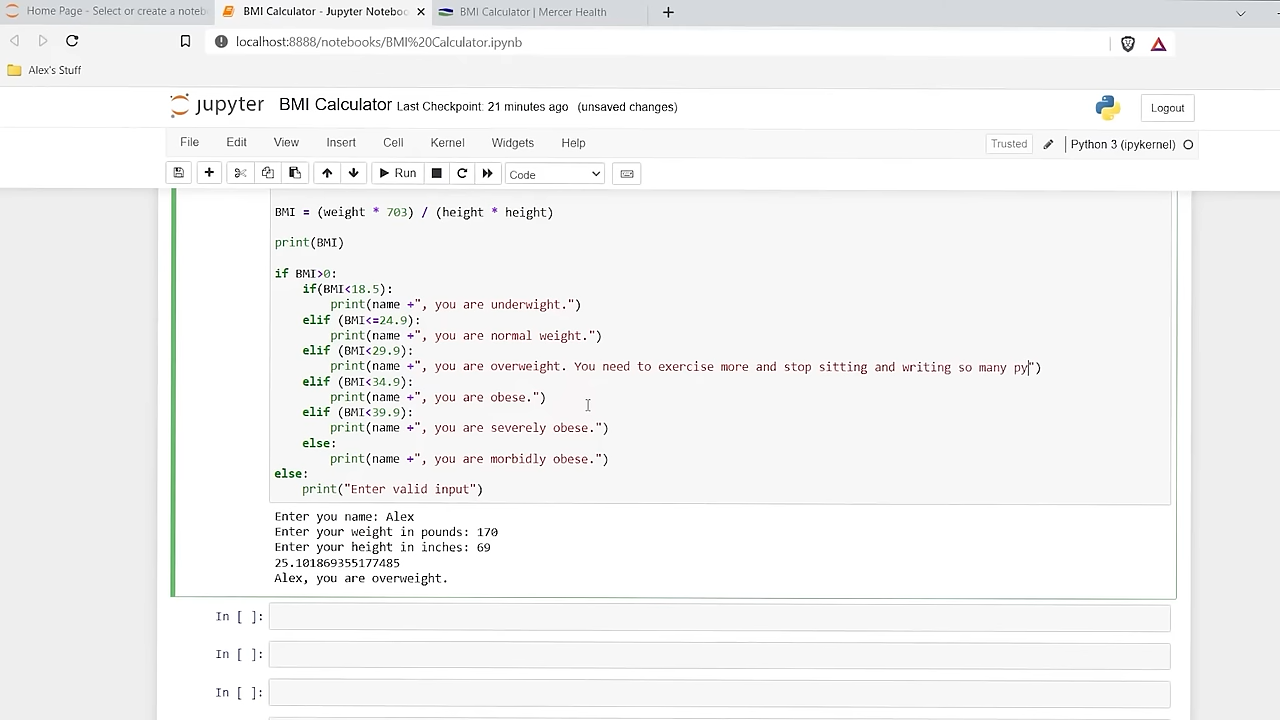 Home Page - Select or create a noteb
BMI Calculator - Jupyter Noteboo
BMI Calculator | Mercer Health
localhost:8888/notebooks/BMI%20Calculator.ipynb
Alex's Stuff
jupyter BMI Calculator Last Checkpoint: 21 minutes ago (unsaved changes)
Logout
File Edit View Insert Cell Kernel Widgets Help
Trusted Python 3 (ipykernel)
Run Code
BMI = (weight * 703) / (height * height)
print(BMI)
if BMI>0:
if(BMI<18.5):
print(name +", you are underwight.")
elif (BMI<=24.9):
print(name +", you are normal weight.")
elif (BMI<29.9):
print(name +", you are overweight. You need to exercise more and stop sitting and writing so many py")
elif (BMI<34.9):
print(name +", you are obese.")
elif (BMI<39.9):
print(name +", you are severely obese.")
else:
print(name +", you are morbidly obese.")
else:
print("Enter valid input")
Enter you name: Alex
Enter your weight in pounds: 170
Enter your height in inches: 69
25.101869355177485
Alex, you are overweight.
In [ ]:
In [ ]:
In [ ]: